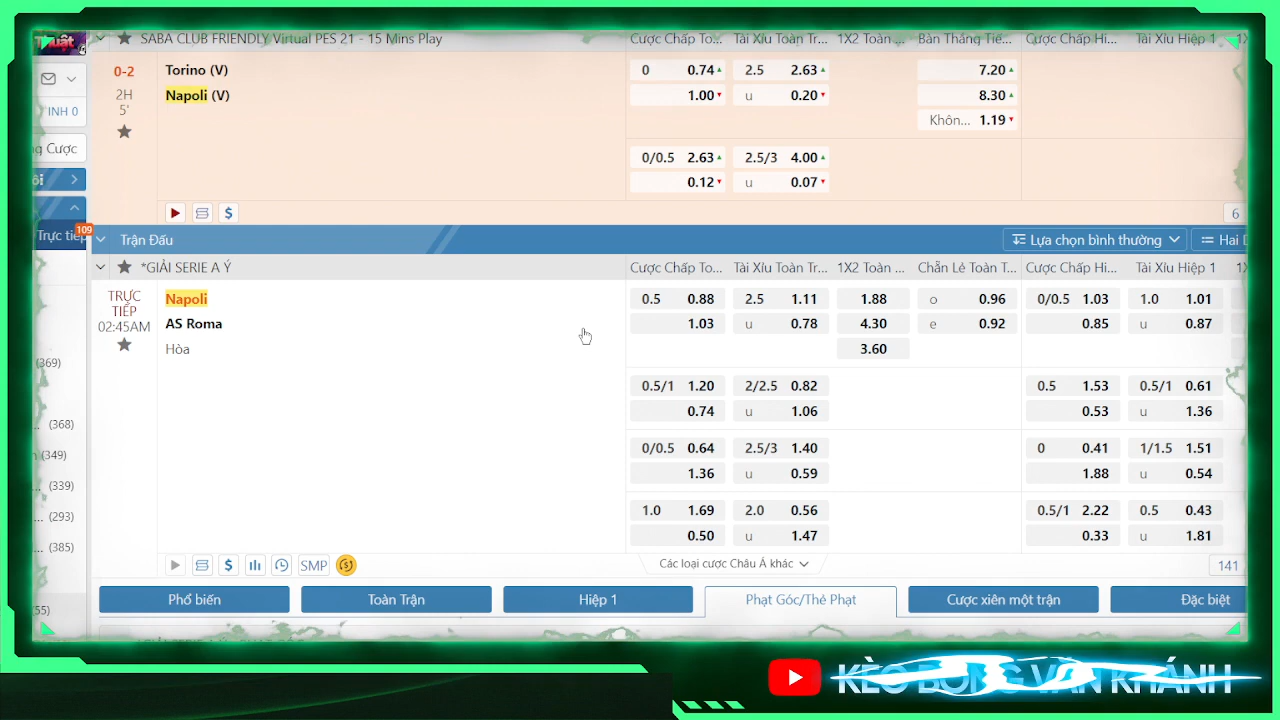 Thuật
SABA CLUB FRIENDLY Virtual PES 21 - 15 Mins Play Cược Chấp To... Tài Xỉu Toàn Tr... 1X2 Toàn ... Bàn Thắng Tiế... Cược Chấp Hi... Tài Xỉu Hiệp 1 1X
0-2 Torino (V) 0 0.74 2.5 2.63 7.20
2H Napoli (V) 1.00 u 0.20 8.30
5' Khôn... 1.19
INH 0
ng Cược
0/0.5 2.63 2.5/3 4.00
0.12 u 0.07
ôi
$ 6
109
Trực tiếp
Trận Đấu Lựa chọn bình thường Hai D
*GIẢI SERIE A Ý Cược Chấp To... Tài Xỉu Toàn Tr... 1X2 Toàn ... Chẵn Lẻ Toàn T... Cược Chấp Hi... Tài Xỉu Hiệp 1 1X
TRỰC TIẾP Napoli 0.5 0.88 2.5 1.11 1.88 o 0.96 0/0.5 1.03 1.0 1.01
02:45AM AS Roma 1.03 u 0.78 4.30 e 0.92 0.85 u 0.87
Hòa 3.60
(369)
0.5/1 1.20 2/2.5 0.82 0.5 1.53 0.5/1 0.61
0.74 u 1.06 0.53 u 1.36
... (368)
0/0.5 0.64 2.5/3 1.40 0 0.41 1/1.5 1.51
n (349)
1.36 u 0.59 1.88 u 0.54
... (339)
1.0 1.69 2.0 0.56 0.5/1 2.22 0.5 0.43
... (293)
0.50 u 1.47 0.33 u 1.81
... (385)
$ SMP Các loại cược Châu Á khác 141
Phổ biến Toàn Trận Hiệp 1 Phạt Góc/Thẻ Phạt Cược xiên một trận Đặc biệt
55)
KÈO BÓNG VĂN KHÁNH